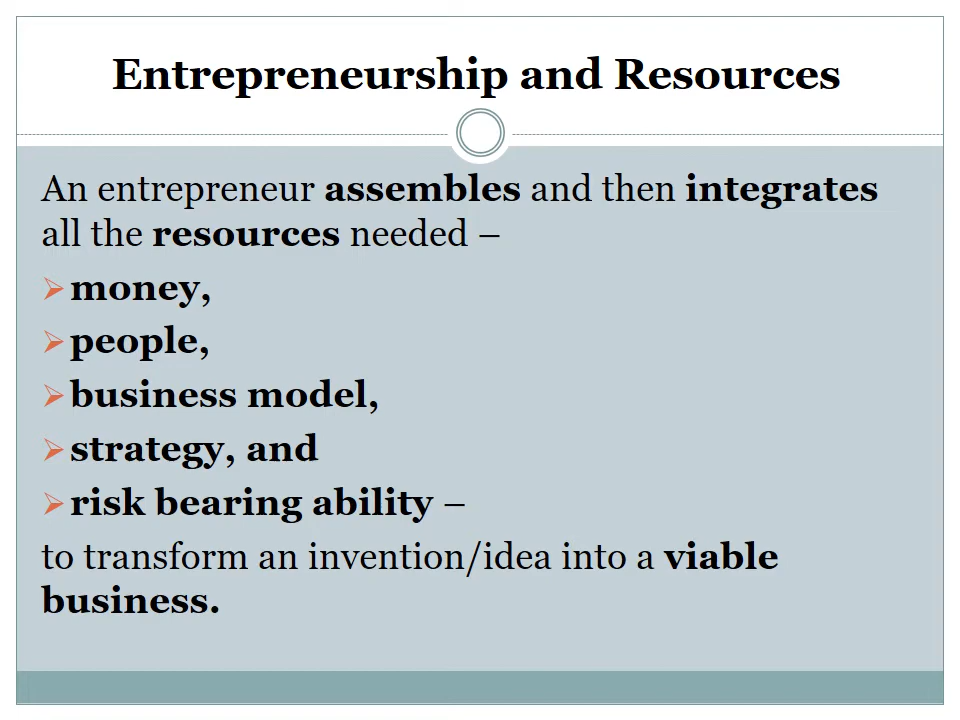 Entrepreneurship and Resources
An entrepreneur assembles and then integrates
all the resources needed –
money,
people,
business model,
strategy, and
risk bearing ability –
to transform an invention/idea into a viable
business.